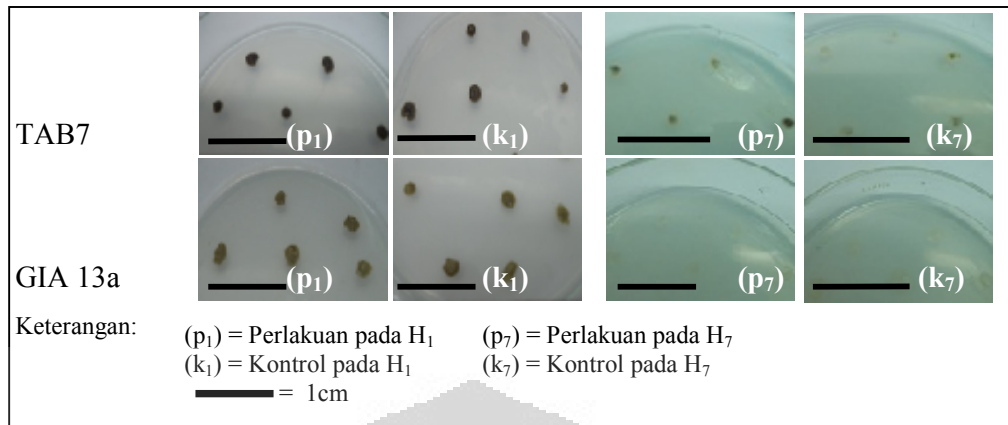 TAB7
(p₁) (k₁) (p₇) (k₇)
GIA 13a
(p₁) (k₁) (p₇) (k₇)
Keterangan:
(p₁) = Perlakuan pada H₁ (p₇) = Perlakuan pada H₇
(k₁) = Kontrol pada H₁ (k₇) = Kontrol pada H₇
= 1cm